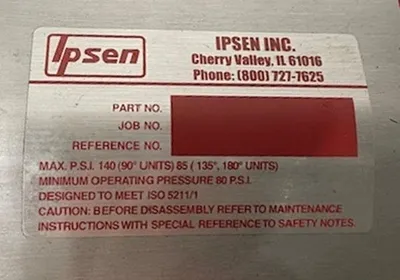 Ipsen
IPSEN INC.
Cherry Valley, IL 61016
Phone: (800) 727-7625
PART NO.
JOB NO.
REFERENCE NO.
MAX. P.S.I. 140 (90° UNITS) 85 ( 135°, 180° UNITS)
MINIMUM OPERATING PRESSURE 80 P.S.I.
DESIGNED TO MEET ISO 5211/1
CAUTION: BEFORE DISASSEMBLY REFER TO MAINTENANCE
INSTRUCTIONS WITH SPECIAL REFERENCE TO SAFETY NOTES.